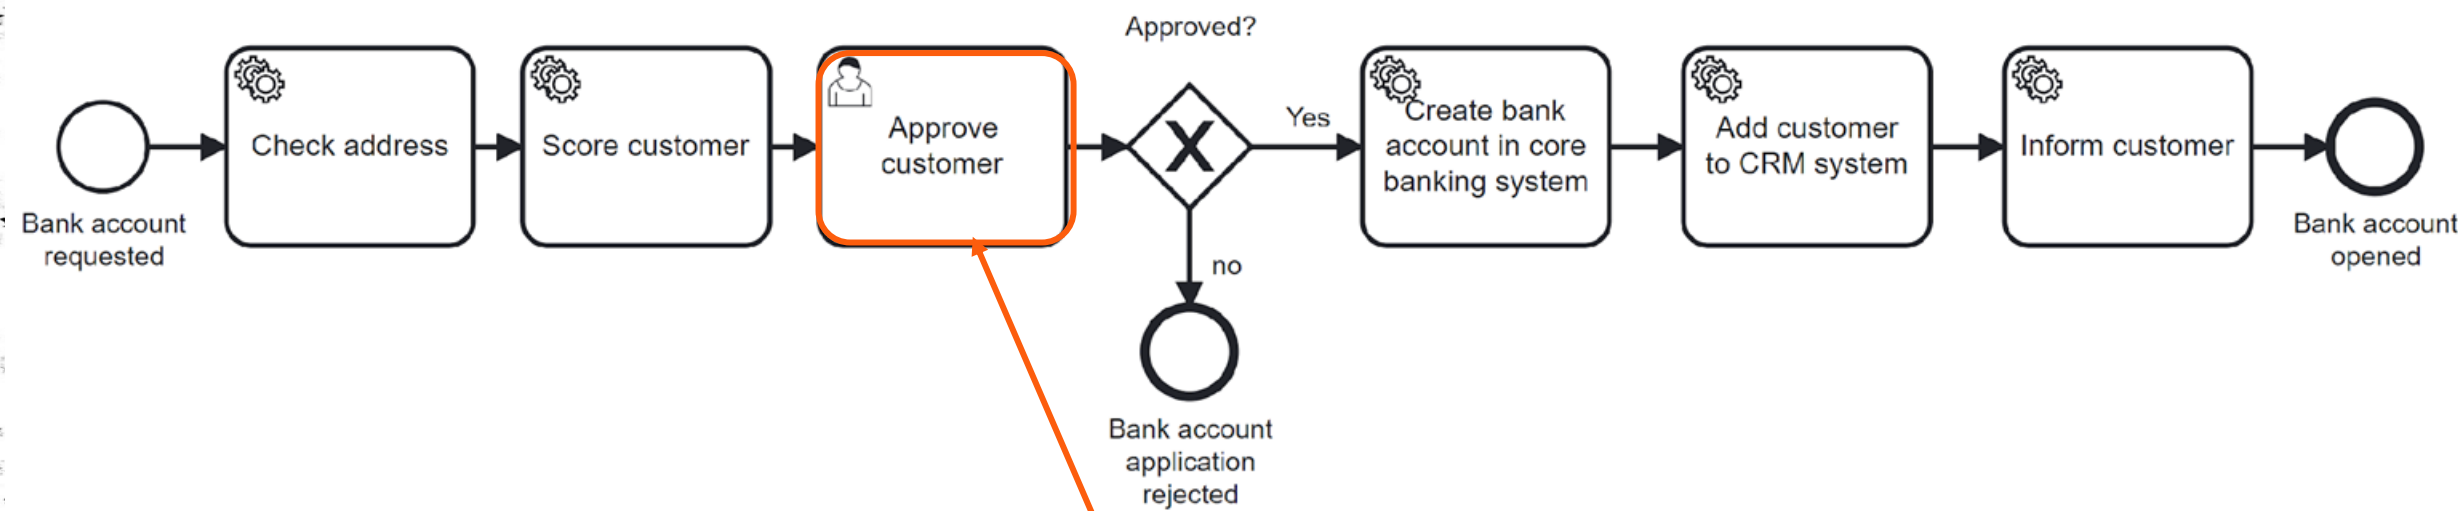 Approved?
Check address
Score customer
Approve
customer
Yes
Create bank
account in core
banking system
Add customer
to CRM system
Inform customer
Bank account
requested
no
Bank account
opened
Bank account
application
rejected